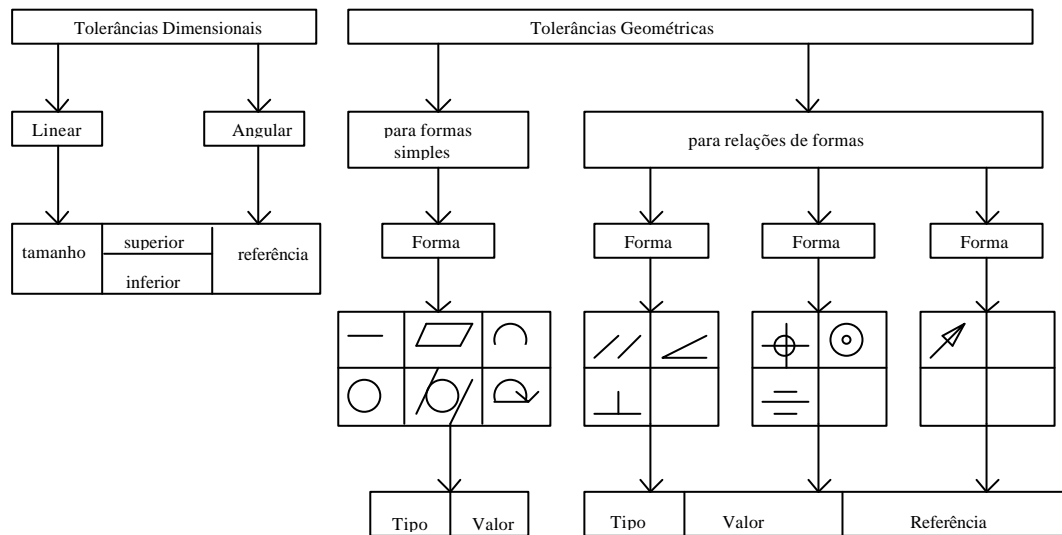 Tolerâncias Dimensionais
Tolerâncias Geométricas
Linear
Angular
para formas
simples
para relações de formas
tamanho
superior
inferior
referência
Forma
Forma
Forma
Forma
Tipo
Valor
Tipo
Valor
Referência